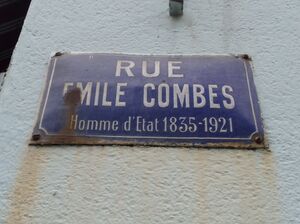 RUE
EMILE COMBES
Homme d'Etat 1835-1921